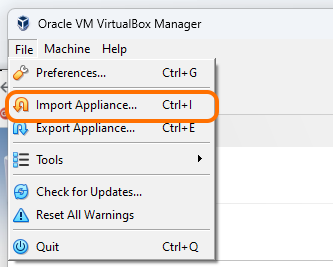 Oracle VM VirtualBox Manager
File Machine Help
Preferences... Ctrl+G
Import Appliance... Ctrl+I
Export Appliance... Ctrl+E
Tools
Check for Updates...
Reset All Warnings
Quit Ctrl+Q